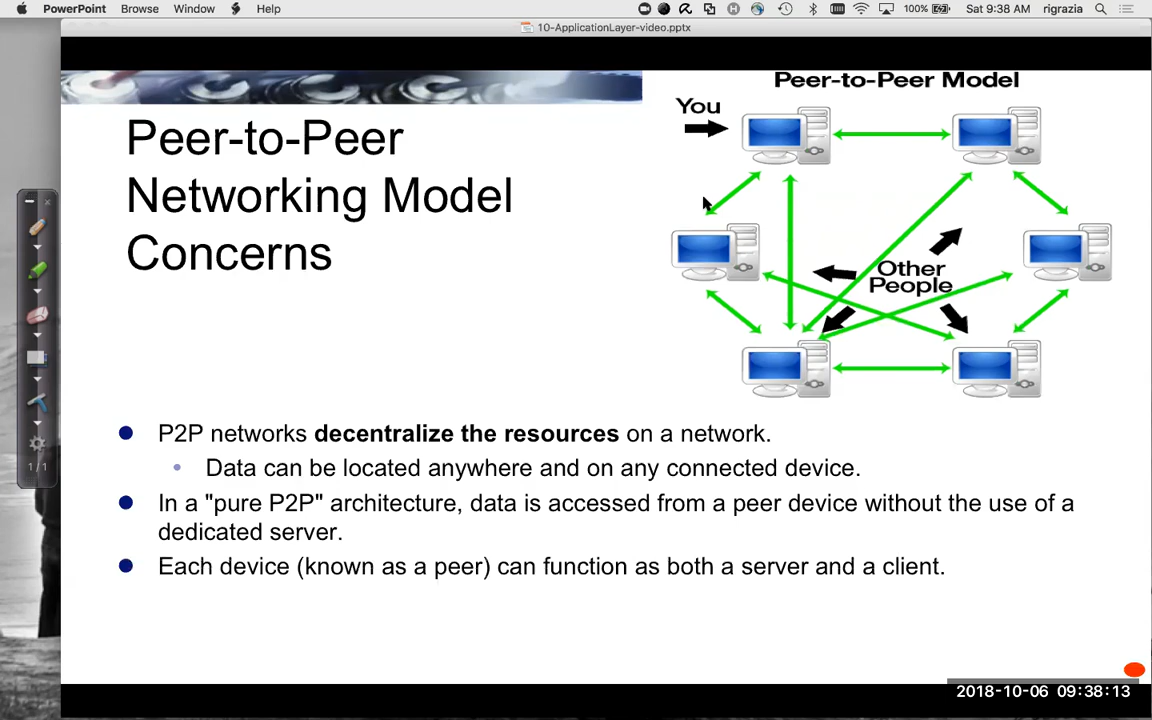 PowerPoint Browse Window Help 100% Sat 9:38 AM rigrazia
10-ApplicationLayer-video.pptx
Peer-to-Peer Model
You
Peer-to-Peer
Networking Model
Concerns
Other
People
P2P networks decentralize the resources on a network.
Data can be located anywhere and on any connected device.
In a "pure P2P" architecture, data is accessed from a peer device without the use of a
dedicated server.
Each device (known as a peer) can function as both a server and a client.
1/1
2018-10-06 09:38:13